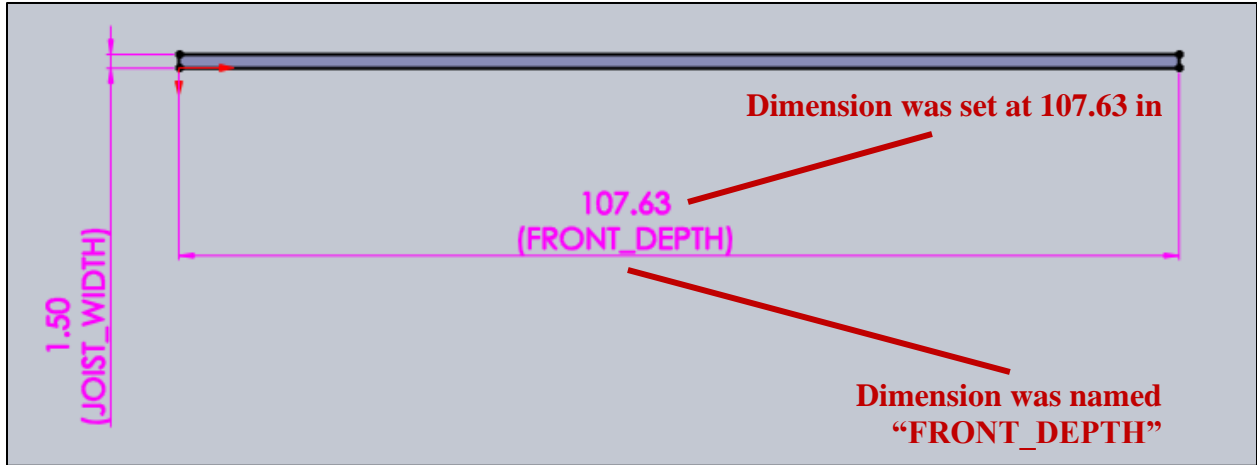 Dimension was set at 107.63 in
107.63
(FRONT_DEPTH)
1.50
(JOIST_WIDTH)
Dimension was named
“FRONT_DEPTH”